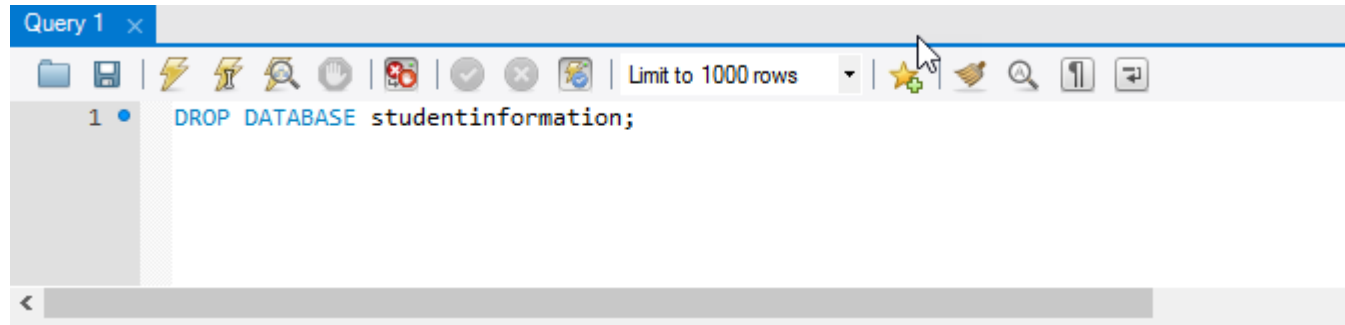 Query 1
Limit to 1000 rows
1 DROP DATABASE studentinformation;